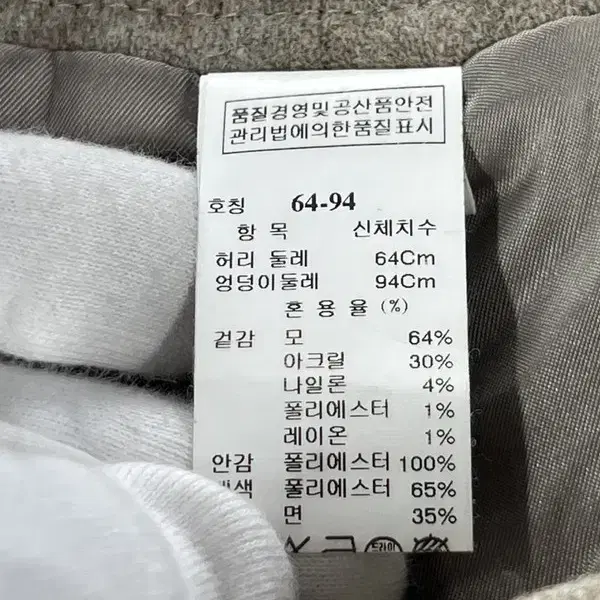 품질경영및공산품안전
관리법에의한품질표시
호칭 64-94
항 목 신체치수
허리 둘레 64Cm
엉덩이둘레 94Cm
혼 용 율 (%)
겉감 모 64%
아크릴 30%
나일론 4%
폴리에스터 1%
레이온 1%
안감 폴리에스터 100%
폴리에스터 65%
면 35%
드라이